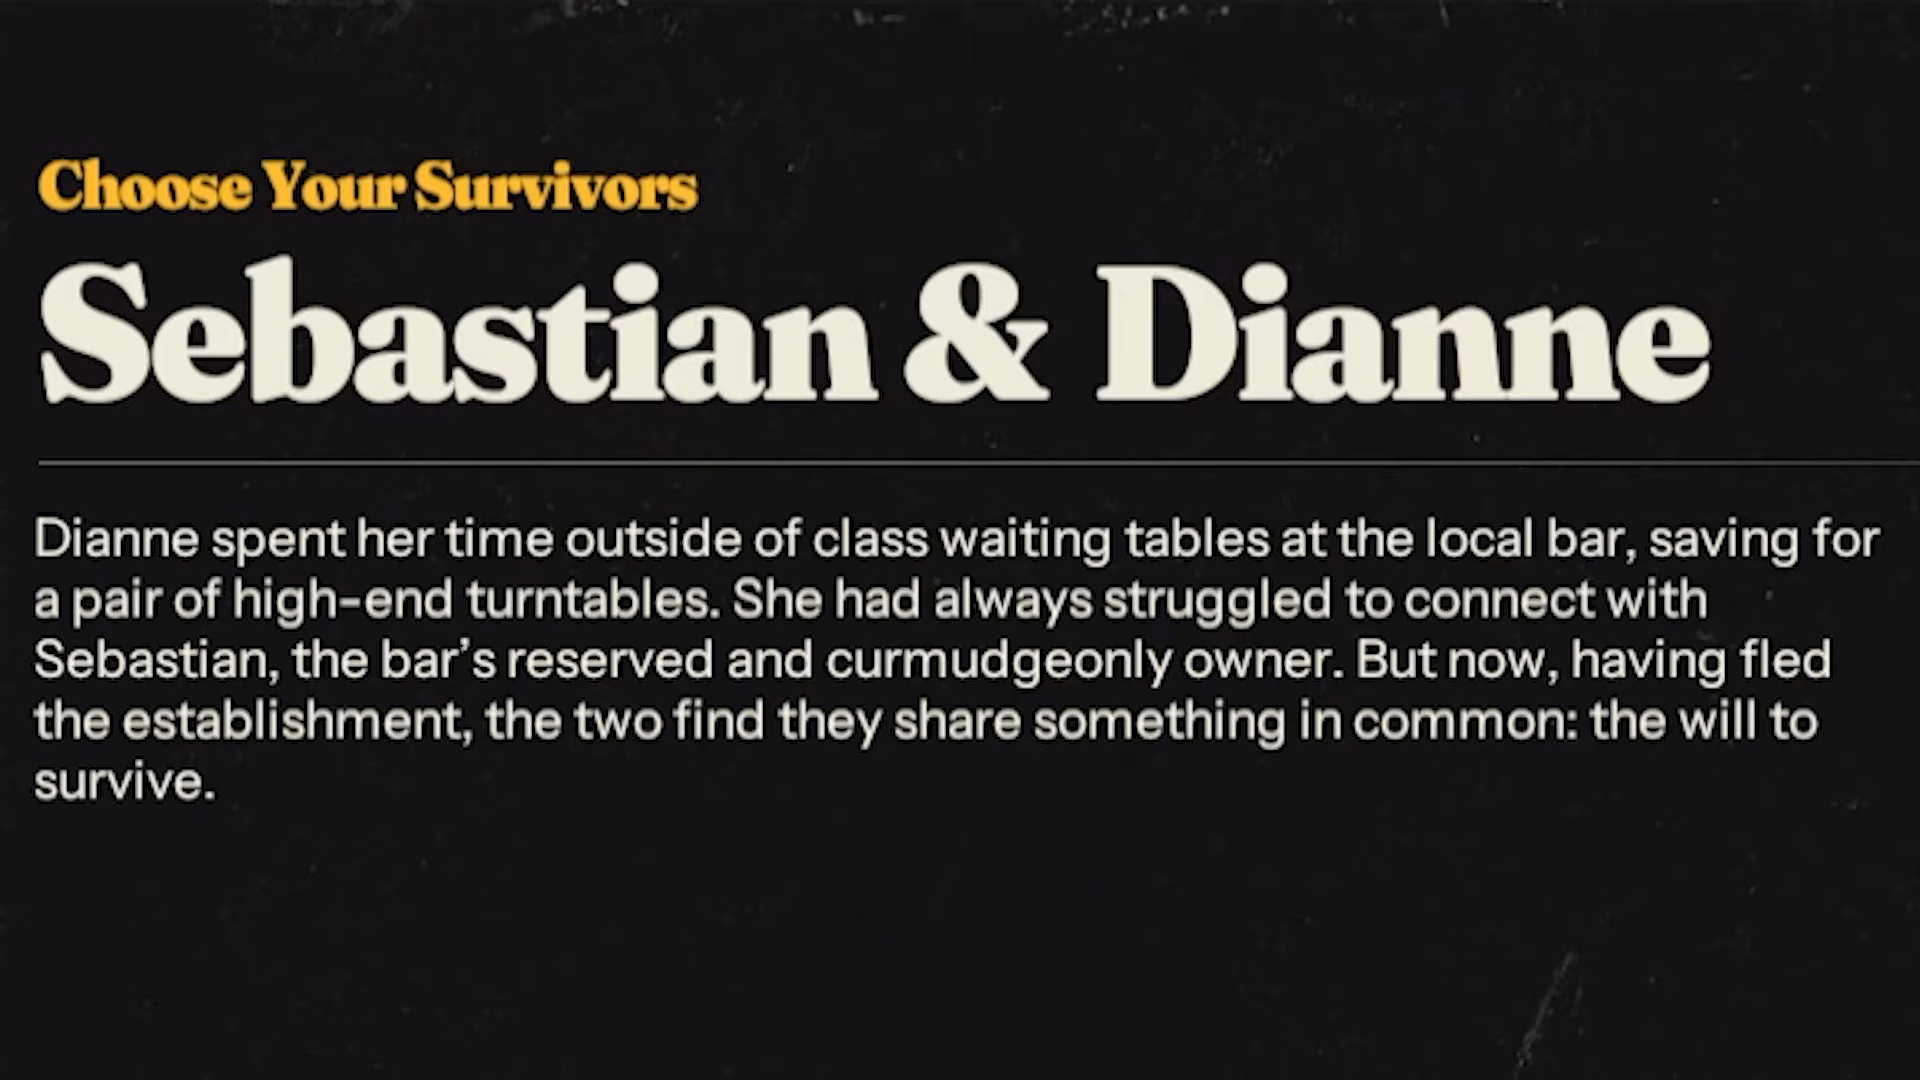 Choose Your Survivors
Sebastian & Dianne
Dianne spent her time outside of class waiting tables at the local bar, saving for
a pair of high-end turntables. She had always struggled to connect with
Sebastian, the bar’s reserved and curmudgeonly owner. But now, having fled
the establishment, the two find they share something in common: the will to
survive.